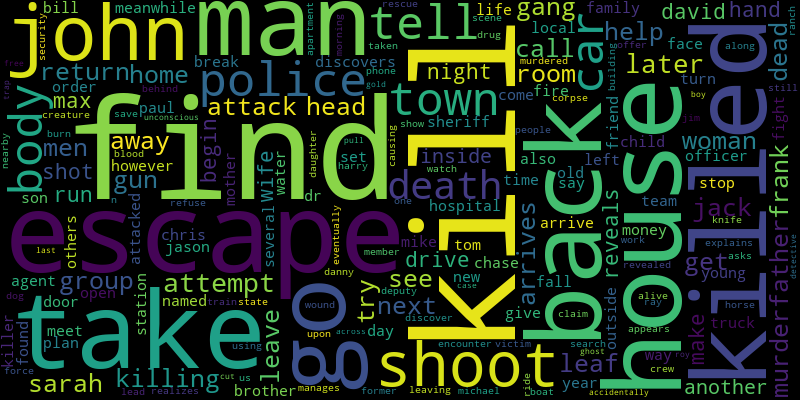 bill
meanwhile
john
man
tell
life
scene
drug
gang
family
david
hand
rescue
ranch
security
apartment
morning
taken
local
call
help
face
dead
return
home
break
discovers
phone
gold
police
night
room
murdered
offer
building
car
later
turn
along
free
trap
max
order
creature
behind
body
find
save
paul
unconscious
attack
head
town
come
fire
corpse
boy
still
burn
away
blood
begin
daughter
set
harry
pull
show
causing
sheriff
people
friend
child
woman
jim
fight
nearby
men
however
shot
mother
wife
water
inside
watch
also
left
officer
son
run
gun
n
refuse
dr
one
death
time
old
say
team
stop
escape
attacked
several
eventually
hospital
kill
back
house
killed
jack
knife
frank
others
chris
jason
mike
tom
arrives
arrive
reveals
money
work
explains
last
member
drive
chase
revealed
get
asks
young
detective
agent
group
attempt
danny
see
new
case
fall
outside
alive
ray
father
murder
dog
door
open
station
named
train
state
go
wound
try
deputy
next
discover
give
claim
appears
horse
truck
make
killer
found
meet
plan
take
using
leave
upon
across
day
encounter
victim
search
ghost
way
roy
crew
force
sarah
lead
killing
realizes
cut
us
brother
manages
former
shoot
leaving
michael
ride
boat
leaf
year
accidentally
another